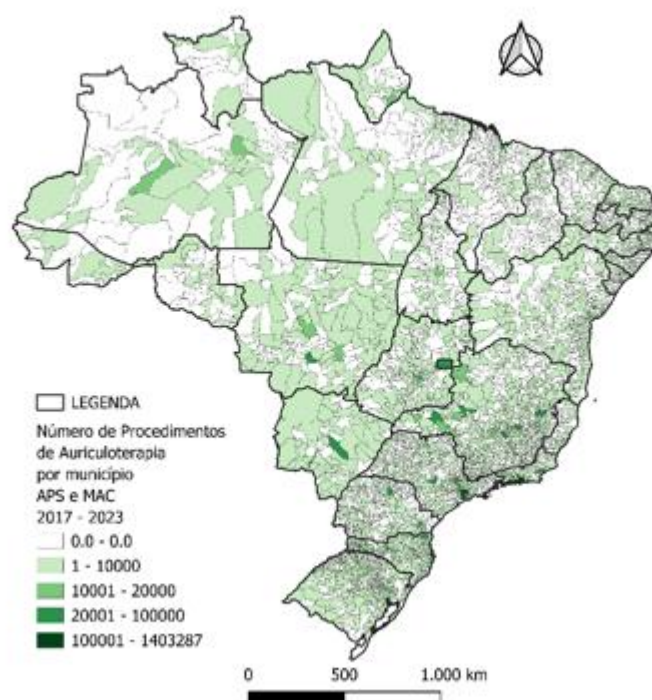 LEGENDA
Número de Procedimentos
de Auriculoterapia
por município
APS e MAC
2017 - 2023
0.0 - 0.0
1 - 10000
10001 - 20000
20001 - 100000
100001 - 1403287
0 500 1.000 km